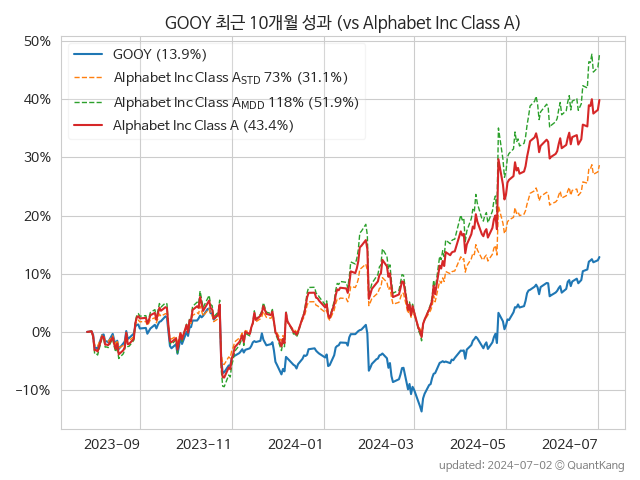 GOOY 최근 10개월 성과 (vs Alphabet Inc Class A)
GOOY (13.9%)
Alphabet Inc Class A STD 73% (31.1%)
Alphabet Inc Class A MDD 118% (51.9%)
Alphabet Inc Class A (43.4%)
50%
40%
30%
20%
10%
0%
−10%
2023-09
2023-11
2024-01
2024-03
2024-05
2024-07
updated: 2024-07-02 © QuantKang